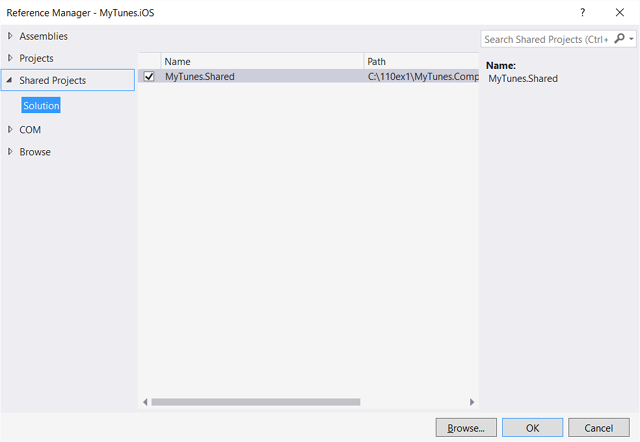 Reference Manager - MyTunes.iOS
?
Assemblies
Projects
Shared Projects
Solution
COM
Browse
Name Path
MyTunes.Shared C:\110ex1\MyTunes.Comp
Search Shared Projects (Ctrl+
Name:
MyTunes.Shared
Browse... OK Cancel